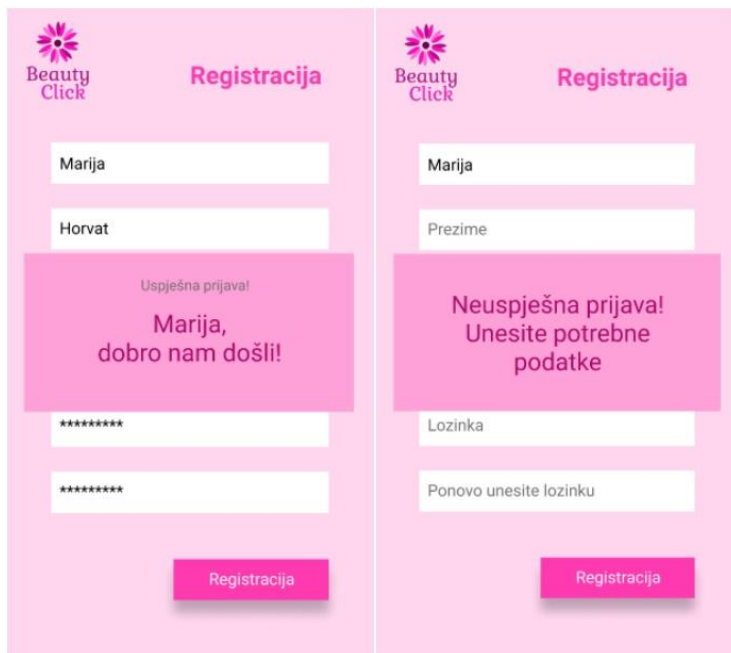 Beauty
Click
Registracija
Marija
Horvat
Uspješna prijava!
Marija,
dobro nam došli!
*********
*********
Registracija
Beauty
Click
Registracija
Marija
Prezime
Neuspješna prijava!
Unesite potrebne
podatke
Lozinka
Ponovo unesite lozinku
Registracija